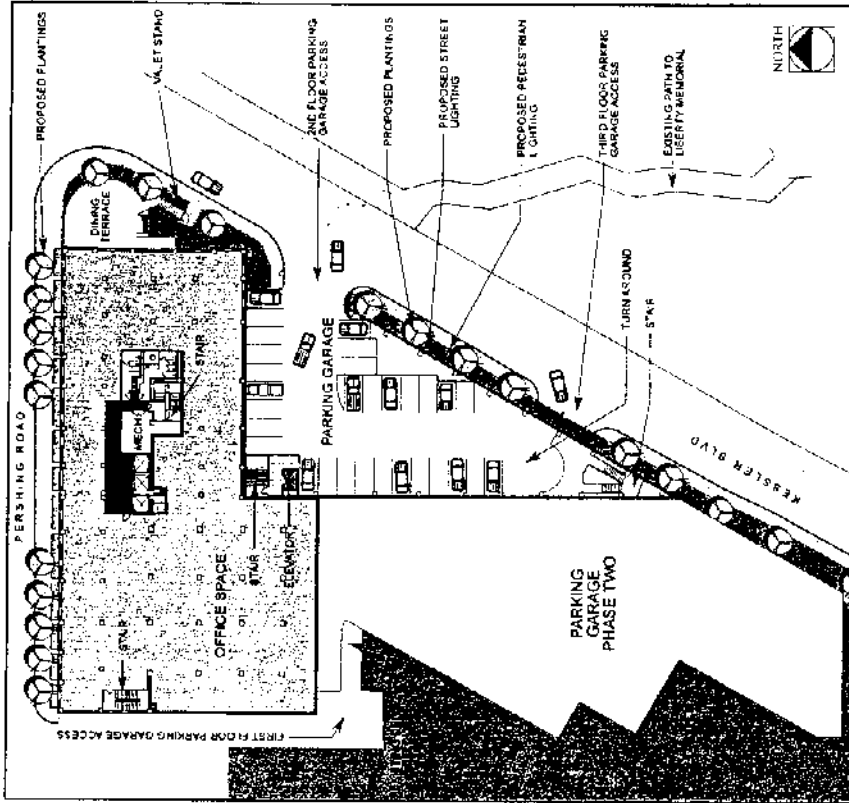 PERSHING ROAD
PROPOSED PLANTINGS
FIRST FLOOR PARKING GARAGE ACCESS
STAIR
DINING
TERRACE
VALET STAND
MECH
STAIR
OFFICE SPACE
STAIR
ELEVATOR
2ND FLOOR PARKING
GARAGE ACCESS
PARKING GARAGE
PROPOSED PLANTINGS
PROPOSED STREET
LIGHTING
PROPOSED PEDESTRIAN
LIGHTING
THIRD FLOOR PARKING
GARAGE ACCESS
TURN AROUND
STAIR
PARKING
GARAGE
PHASE TWO
EXISTING PATH TO
LIBERTY MEMORIAL
KESSLER BLVD
NORTH